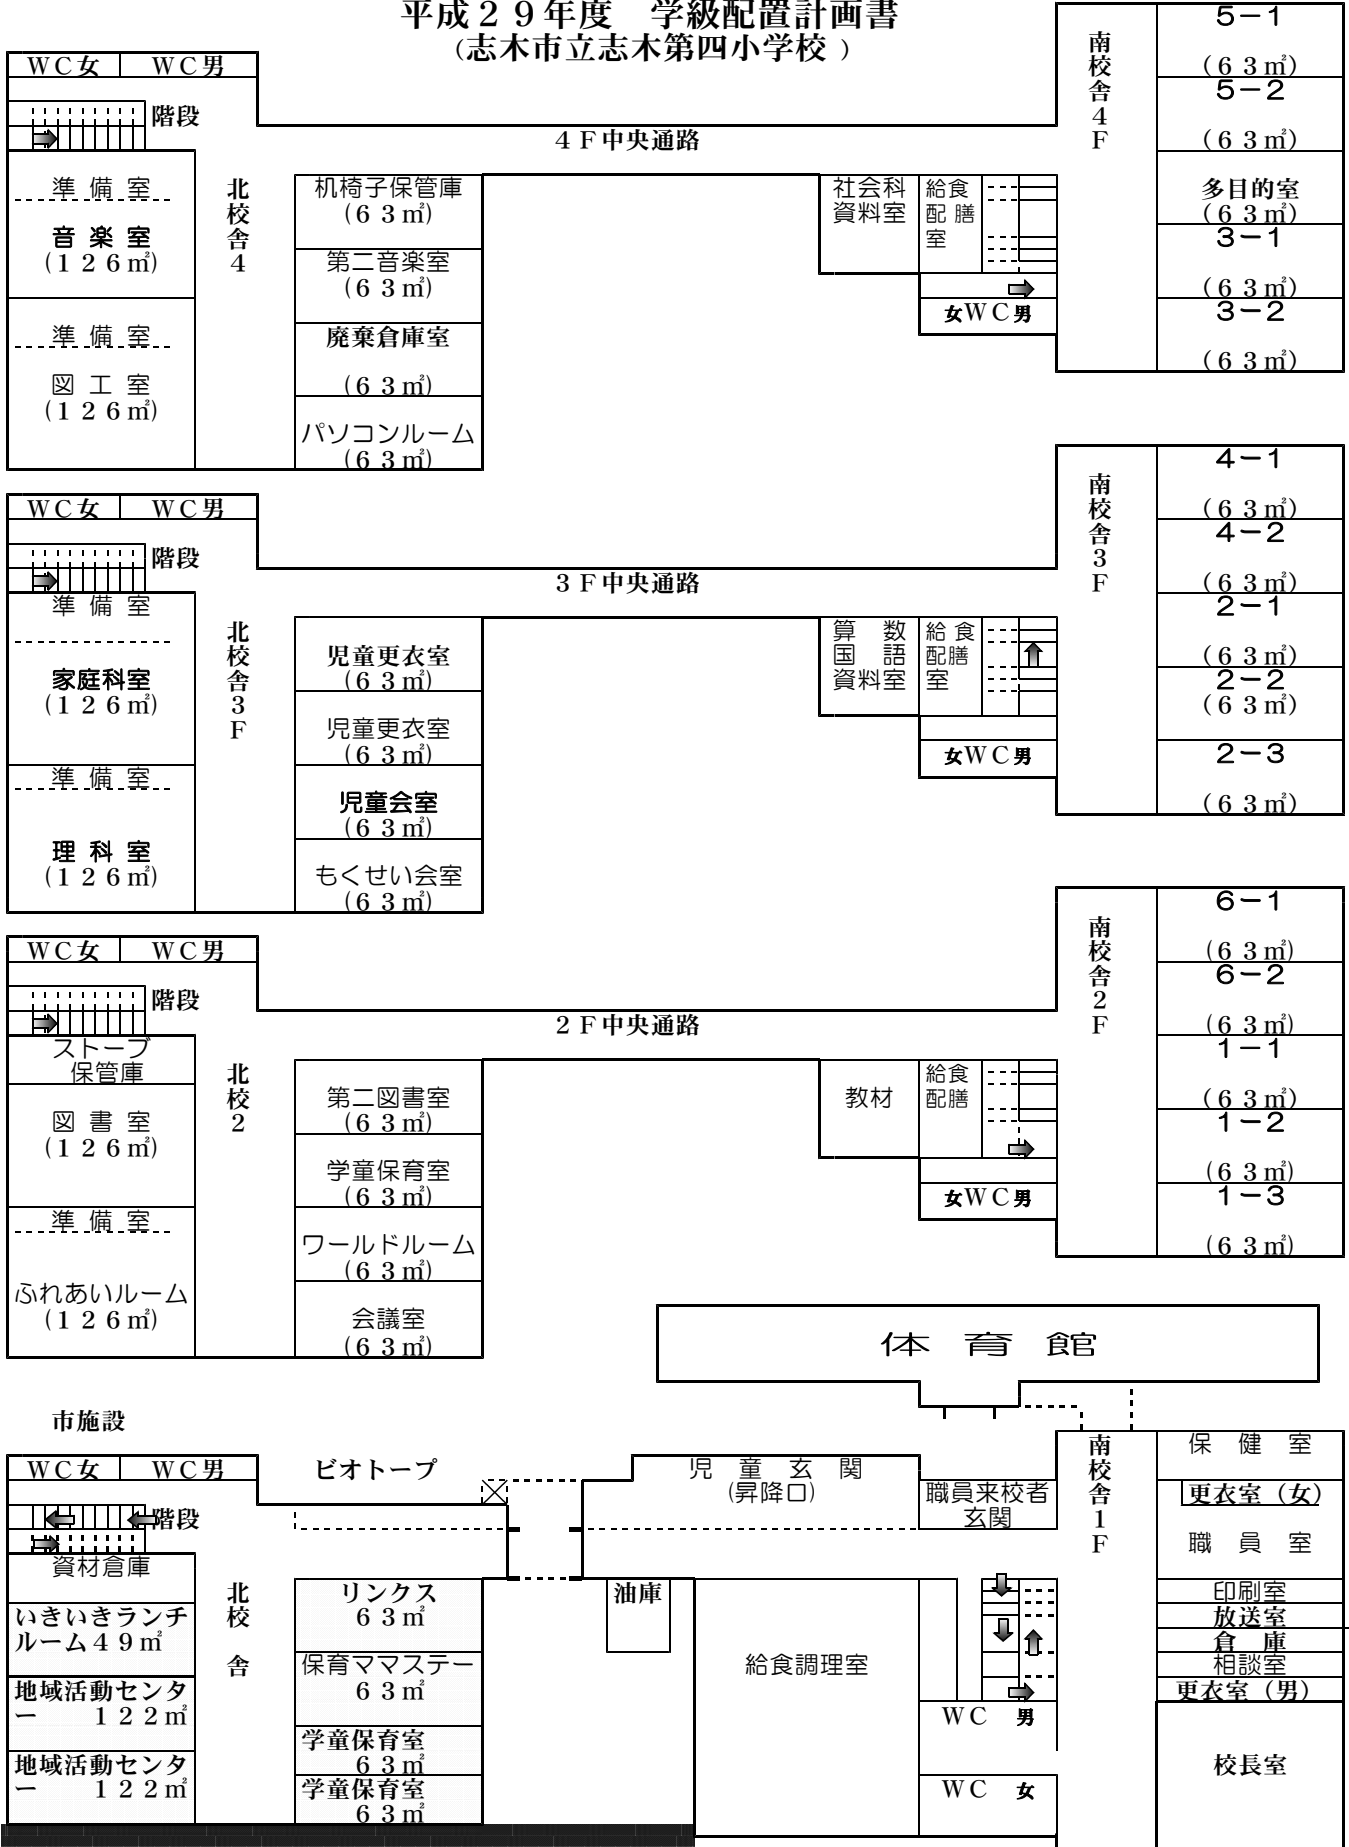 平成２９年度　学級配置計画書
（志木市立志木第四小学校 ）
ＷＣ女 ＷＣ男
階段
準 備 室
音 楽 室
(１２６㎡)
準 備 室
図 工 室
(１２６㎡)
北校舎４
机椅子保管庫
(６３㎡)
第二音楽室
(６３㎡)
廃棄倉庫室
(６３㎡)
パソコンルーム
(６３㎡)
４Ｆ中央通路
社会科
資料室
給食
配 膳
室
女ＷＣ男
南校舎４Ｆ
５－１
(６３㎡)
５－２
(６３㎡)
多目的室
(６３㎡)
３－１
(６３㎡)
３－２
(６３㎡)
ＷＣ女 ＷＣ男
階段
準 備 室
家庭科室
(１２６㎡)
準 備 室
理 科 室
(１２６㎡)
北校舎３Ｆ
児童更衣室
(６３㎡)
児童更衣室
(６３㎡)
児童会室
(６３㎡)
もくせい会室
(６３㎡)
３Ｆ中央通路
算　数
国　語
資料室
給 食
配膳
室
女ＷＣ男
南校舎３Ｆ
４－１
(６３㎡)
４－２
(６３㎡)
２－１
(６３㎡)
２－２
(６３㎡)
２－３
(６３㎡)
ＷＣ女 ＷＣ男
階段
ストーブ
保管庫
図 書 室
(１２６㎡)
準 備 室
ふれあいルーム
(１２６㎡)
北校２
第二図書室
(６３㎡)
学童保育室
(６３㎡)
ワールドルーム
(６３㎡)
会議室
(６３㎡)
２Ｆ中央通路
教材
給食
配膳
女ＷＣ男
南校舎２Ｆ
６－１
(６３㎡)
６－２
(６３㎡)
１－１
(６３㎡)
１－２
(６３㎡)
１－３
(６３㎡)
体 育 館
市施設
ＷＣ女 ＷＣ男
階段
資材倉庫
いきいきランチ
ルーム４９㎡
地域活動センタ
ー　　１２２㎡
地域活動センタ
ー　　１２２㎡
北校　舎
ビオトープ
リンクス
６３㎡
保育ママステー
６３㎡
学童保育室
６３㎡
学童保育室
６３㎡
児　童　玄　関
(昇降口)
職員来校者
玄関
油庫
給食調理室
ＷＣ　男
ＷＣ　女
南校舎１Ｆ
保　健　室
更衣室（女）
職　員　室
印刷室
放送室
倉　庫
相談室
更衣室（男）
校長室